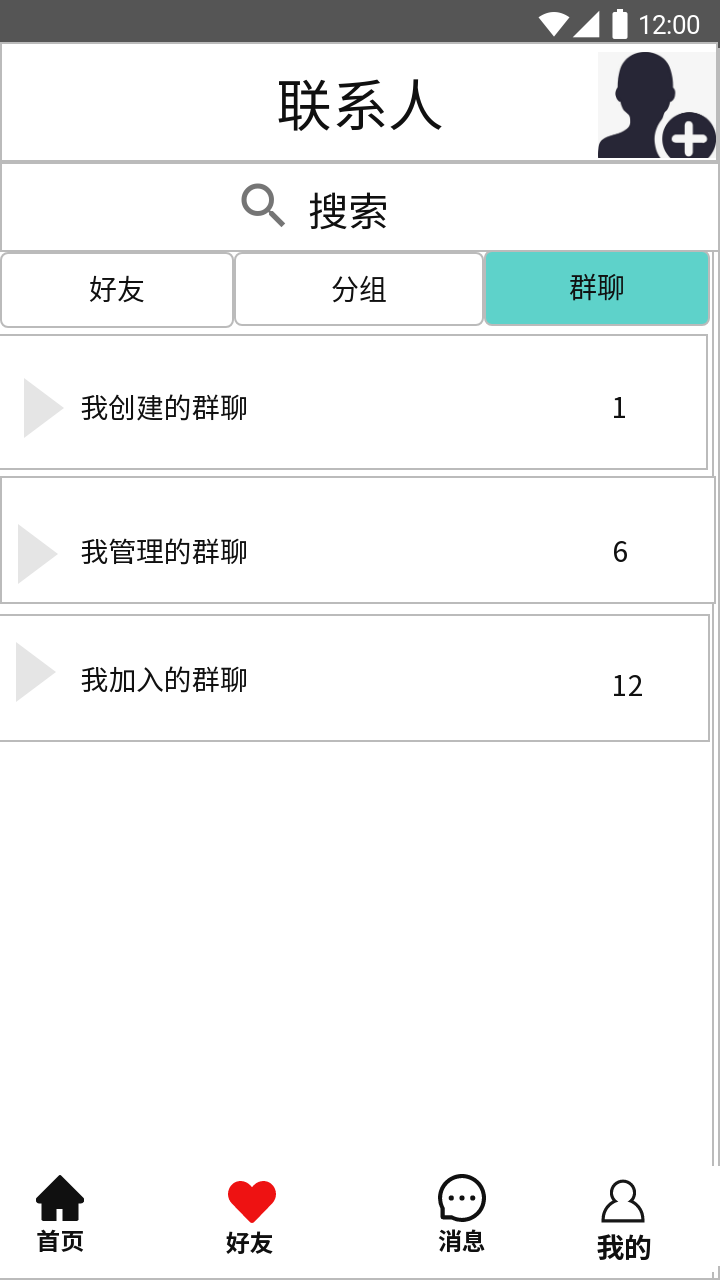 12:00
联系人
搜索
好友 分组 群聊
我创建的群聊 1
我管理的群聊 6
我加入的群聊 12
首页 好友 消息 我的